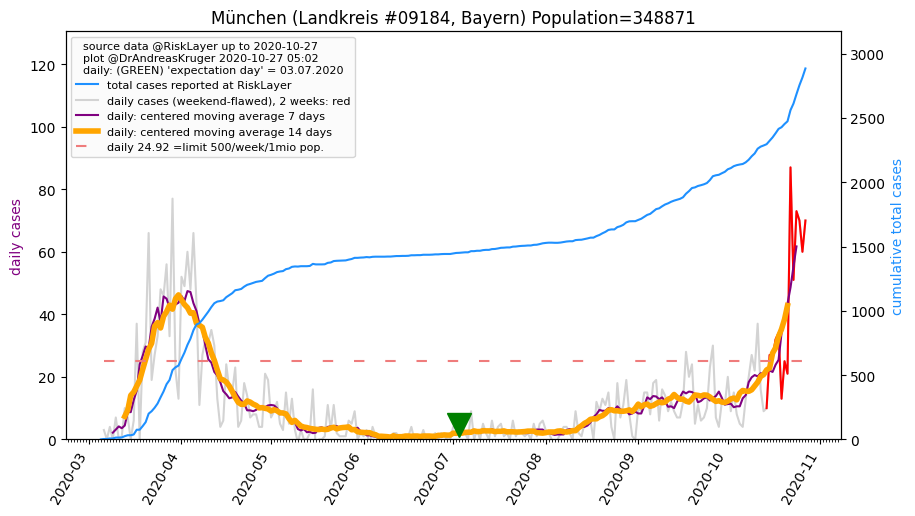 München (Landkreis #09184, Bayern) Population=348871
source data @RiskLayer up to 2020-10-27
plot @DrAndreasKruger 2020-10-27 05:02
daily: (GREEN) 'expectation day' = 03.07.2020
total cases reported at RiskLayer
daily cases (weekend-flawed), 2 weeks: red
daily: centered moving average 7 days
daily: centered moving average 14 days
daily 24.92 =limit 500/week/1mio pop.
daily cases
120
100
80
60
40
20
0
3000
2500
2000
1500
1000
500
0
cumulative total cases
2020-03
2020-04
2020-05
2020-06
2020-07
2020-08
2020-09
2020-10
2020-11